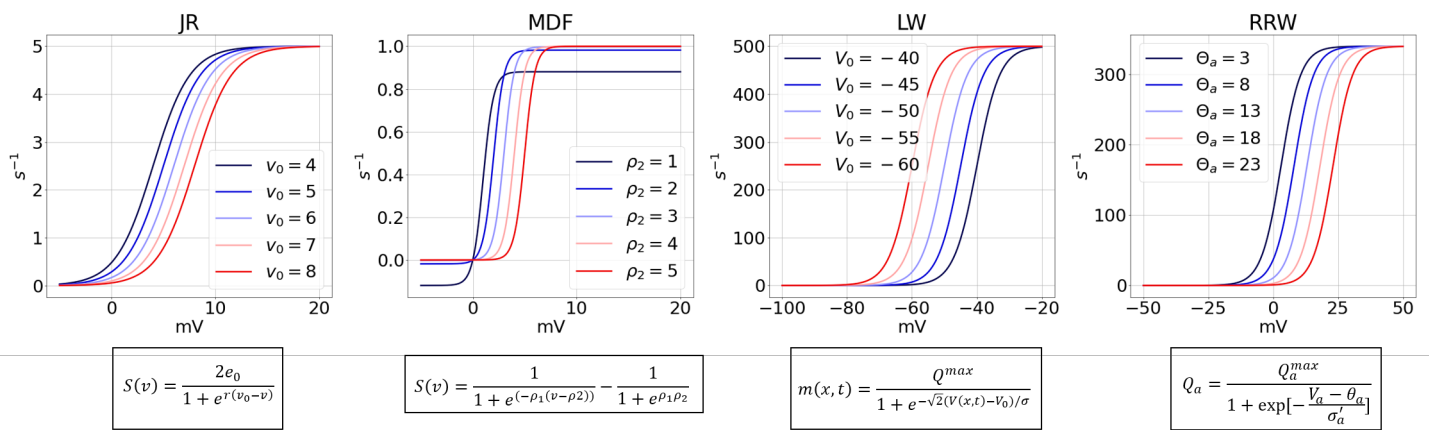 JR
5
4
3
2
1
0
s⁻¹
0 10 20
mV
v₀ = 4
v₀ = 5
v₀ = 6
v₀ = 7
v₀ = 8
S(v) = 2e₀ / (1 + e^{r(v₀−v)})
MDF
1.0
0.8
0.6
0.4
0.2
0.0
s⁻¹
0 10 20
mV
ρ₂ = 1
ρ₂ = 2
ρ₂ = 3
ρ₂ = 4
ρ₂ = 5
S(v) = 1 / (1 + e^{(−ρ₁(v−ρ2))}) − 1 / (1 + e^{ρ₁ρ₂})
LW
500
400
300
200
100
0
s⁻¹
−100 −80 −60 −40 −20
mV
V₀ = − 40
V₀ = − 45
V₀ = − 50
V₀ = − 55
V₀ = − 60
m(x, t) = Q^{max} / (1 + e^{−√2(V(x,t)−V₀)/σ})
RRW
300
200
100
0
s⁻¹
−50 −25 0 25 50
mV
Θₐ = 3
Θₐ = 8
Θₐ = 13
Θₐ = 18
Θₐ = 23
Qₐ = Qₐ^{max} / (1 + exp[− (Vₐ − θₐ) / σ′ₐ])